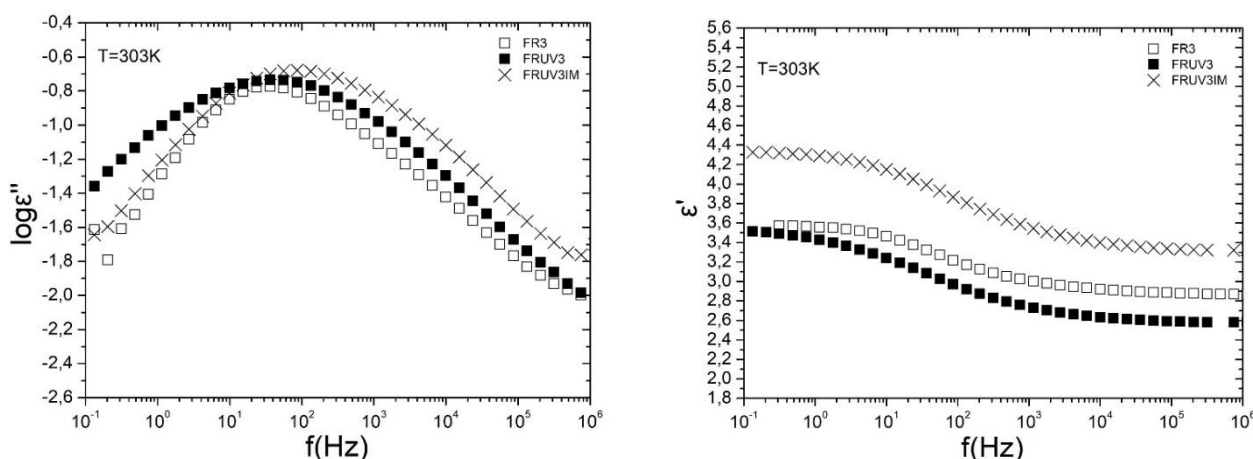 T=303K
FR3
FRUV3
FRUV3IM
-0,4
-0,6
-0,8
-1,0
-1,2
-1,4
-1,6
-1,8
-2,0
-2,2
-2,4
-2,6
logε''
10⁻¹ 10⁰ 10¹ 10² 10³ 10⁴ 10⁵ 10⁶
f(Hz)
T=303K
FR3
FRUV3
FRUV3IM
5,6
5,4
5,2
5,0
4,8
4,6
4,4
4,2
4,0
3,8
3,6
3,4
3,2
3,0
2,8
2,6
2,4
2,2
2,0
1,8
ε'
10⁻¹ 10⁰ 10¹ 10² 10³ 10⁴ 10⁵ 10⁶
f(Hz)